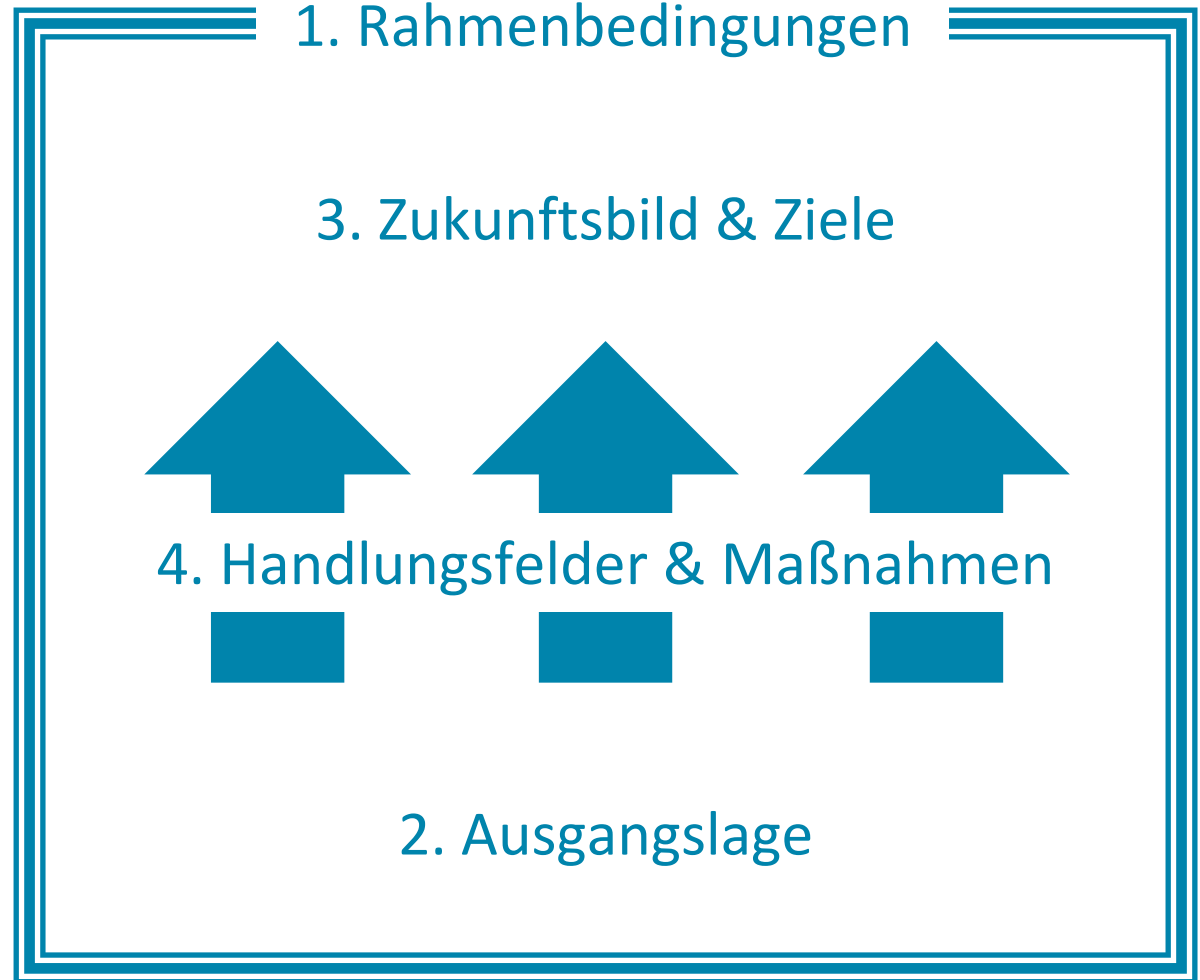 1. Rahmenbedingungen
3. Zukunftsbild & Ziele
4. Handlungsfelder & Maßnahmen
2. Ausgangslage